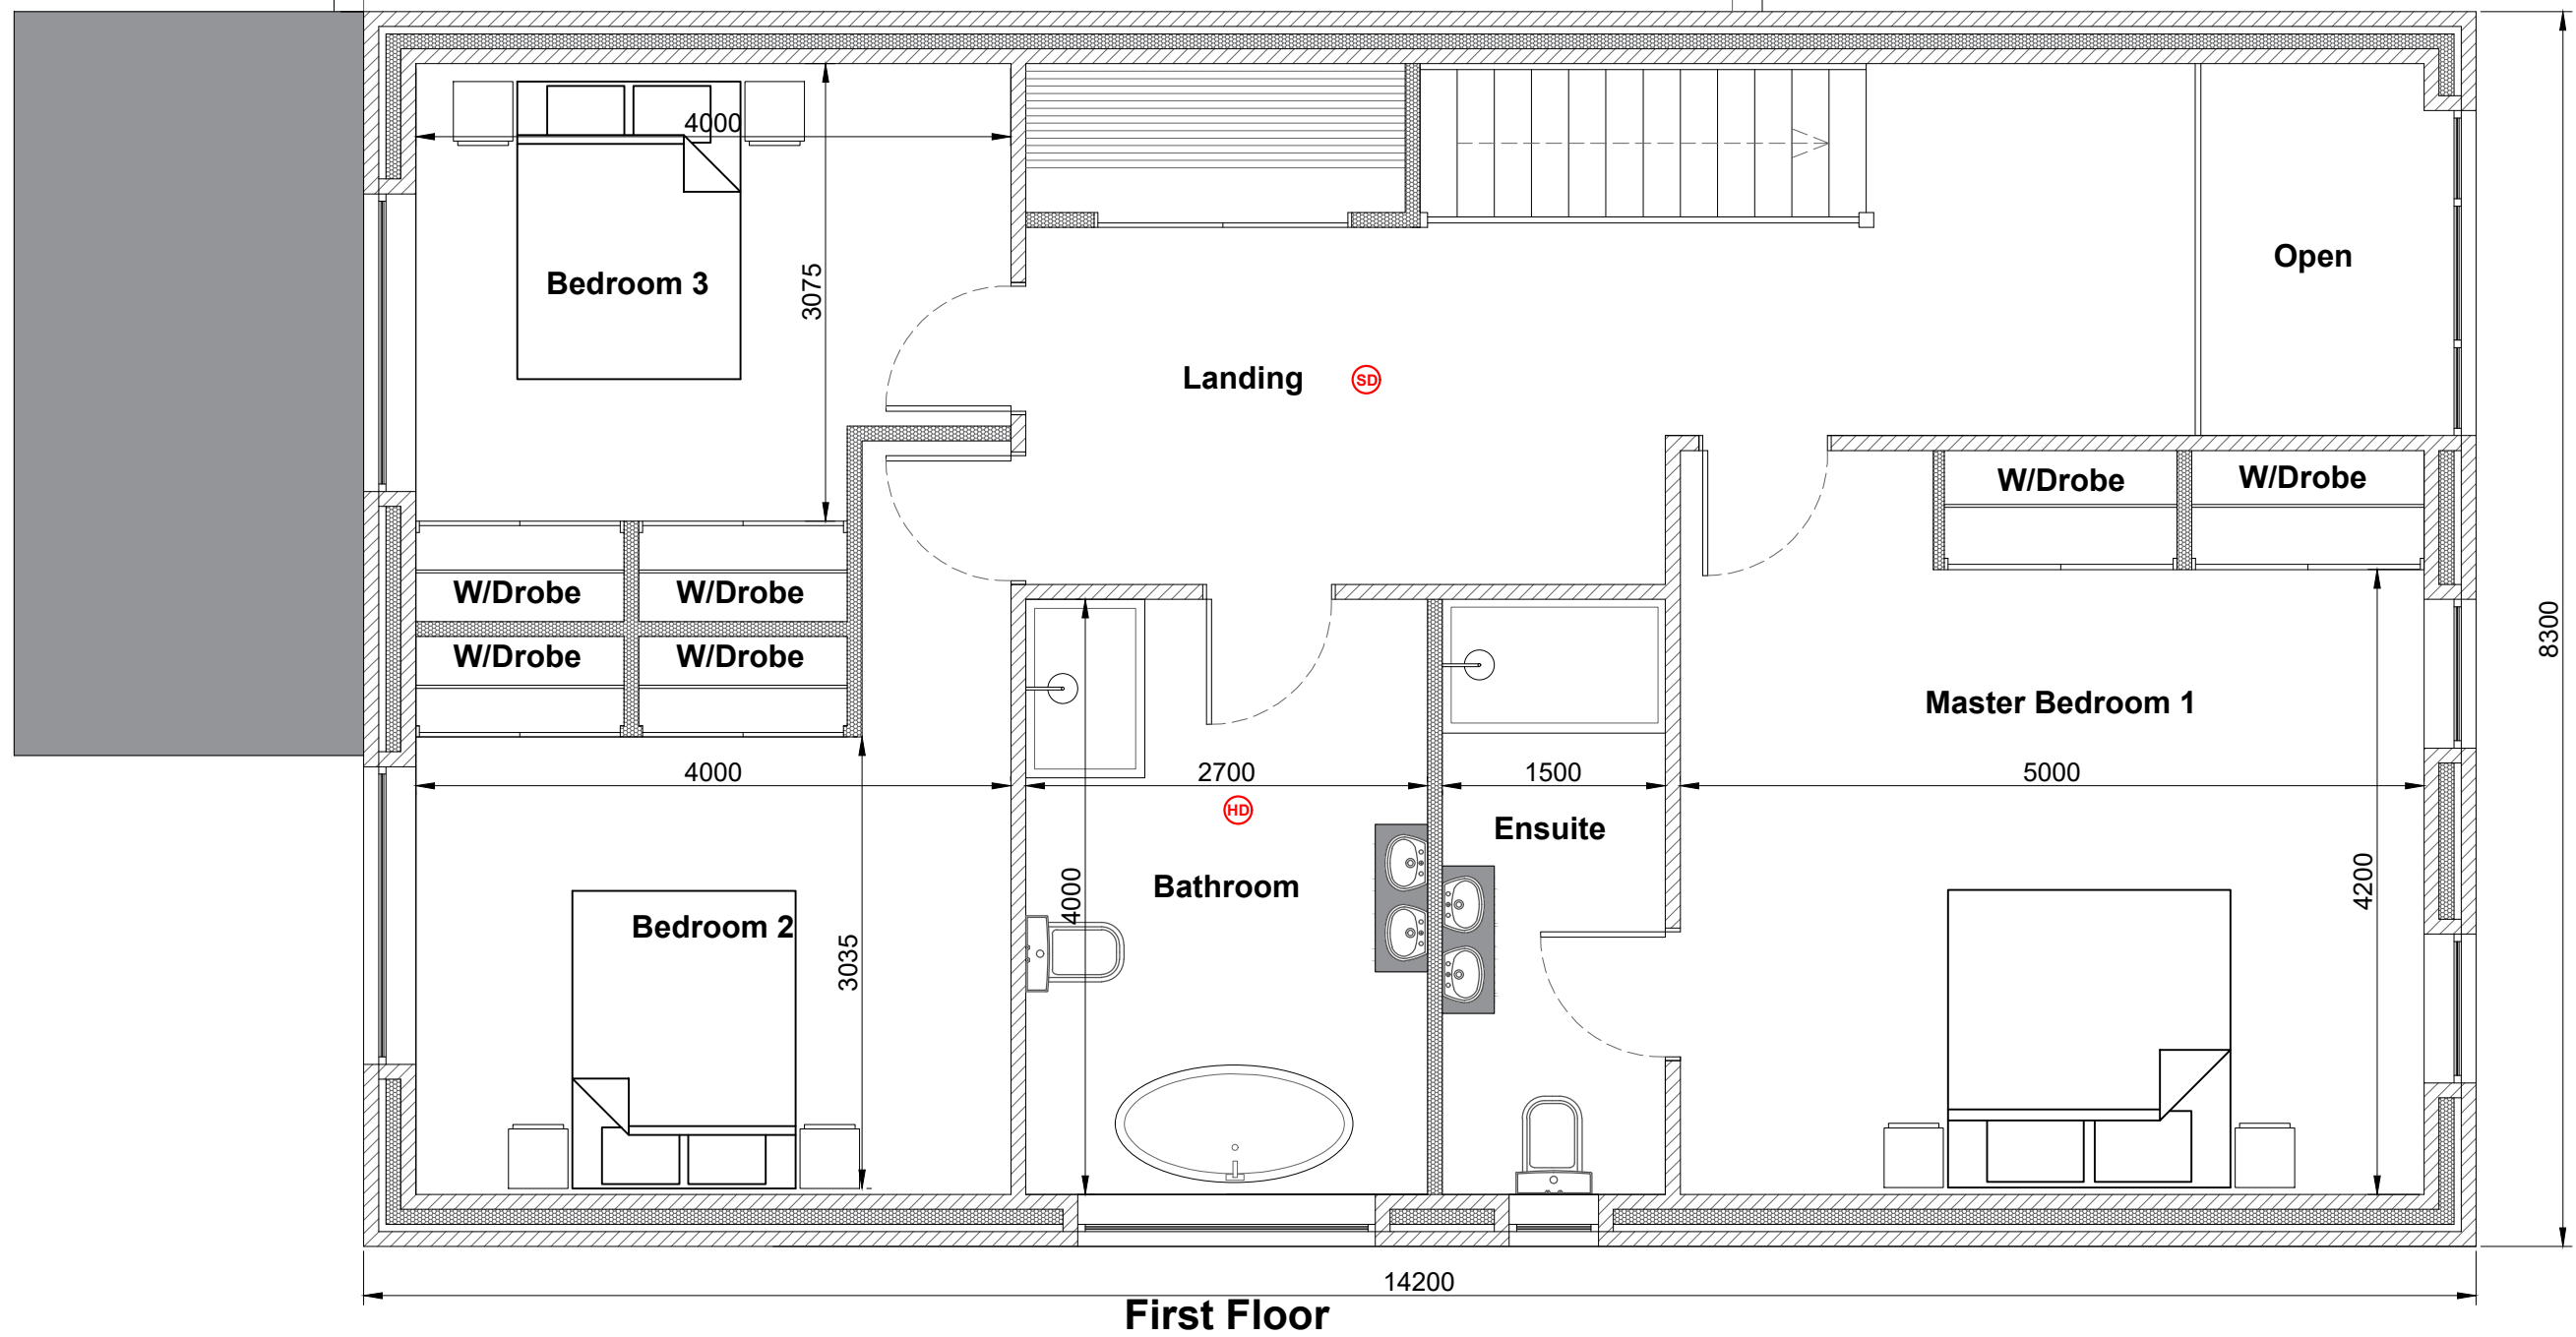 4000
Bedroom 3
3075
Open
Landing
SD
W/Drobe
W/Drobe
W/Drobe
W/Drobe
W/Drobe
W/Drobe
8300
Master Bedroom 1
4000
2700
1500
5000
HD
Ensuite
Bathroom
4000
4200
Bedroom 2
3035
14200
First Floor